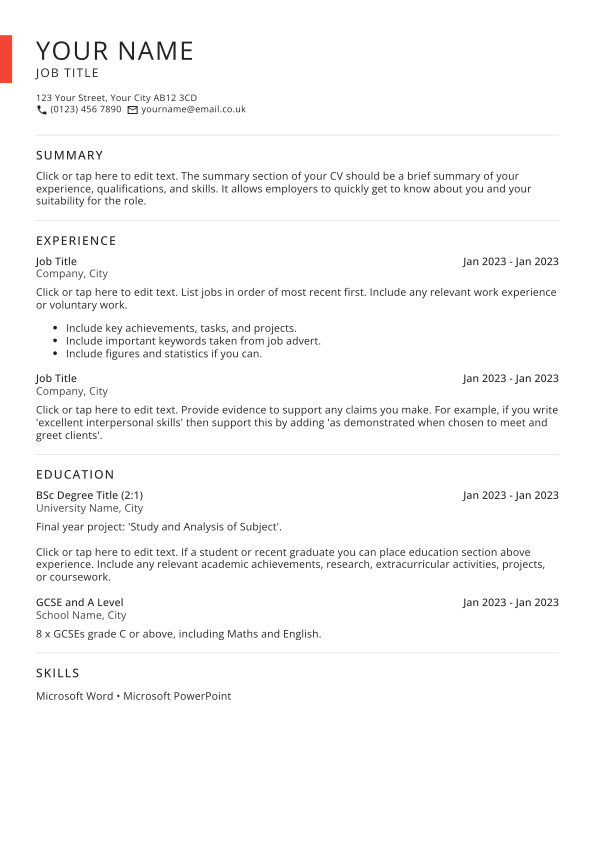 YOUR NAME
JOB TITLE
123 Your Street, Your City AB12 3CD
(0123) 456 7890 yourname@email.co.uk
SUMMARY
Click or tap here to edit text. The summary section of your CV should be a brief summary of your
experience, qualifications, and skills. It allows employers to quickly get to know about you and your
suitability for the role.
EXPERIENCE
Job Title Jan 2023 - Jan 2023
Company, City
Click or tap here to edit text. List jobs in order of most recent first. Include any relevant work experience
or voluntary work.
• Include key achievements, tasks, and projects.
• Include important keywords taken from job advert.
• Include figures and statistics if you can.
Job Title Jan 2023 - Jan 2023
Company, City
Click or tap here to edit text. Provide evidence to support any claims you make. For example, if you write
'excellent interpersonal skills' then support this by adding 'as demonstrated when chosen to meet and
greet clients'.
EDUCATION
BSc Degree Title (2:1) Jan 2023 - Jan 2023
University Name, City
Final year project: 'Study and Analysis of Subject'.
Click or tap here to edit text. If a student or recent graduate you can place education section above
experience. Include any relevant academic achievements, research, extracurricular activities, projects,
or coursework.
GCSE and A Level Jan 2023 - Jan 2023
School Name, City
8 x GCSEs grade C or above, including Maths and English.
SKILLS
Microsoft Word • Microsoft PowerPoint